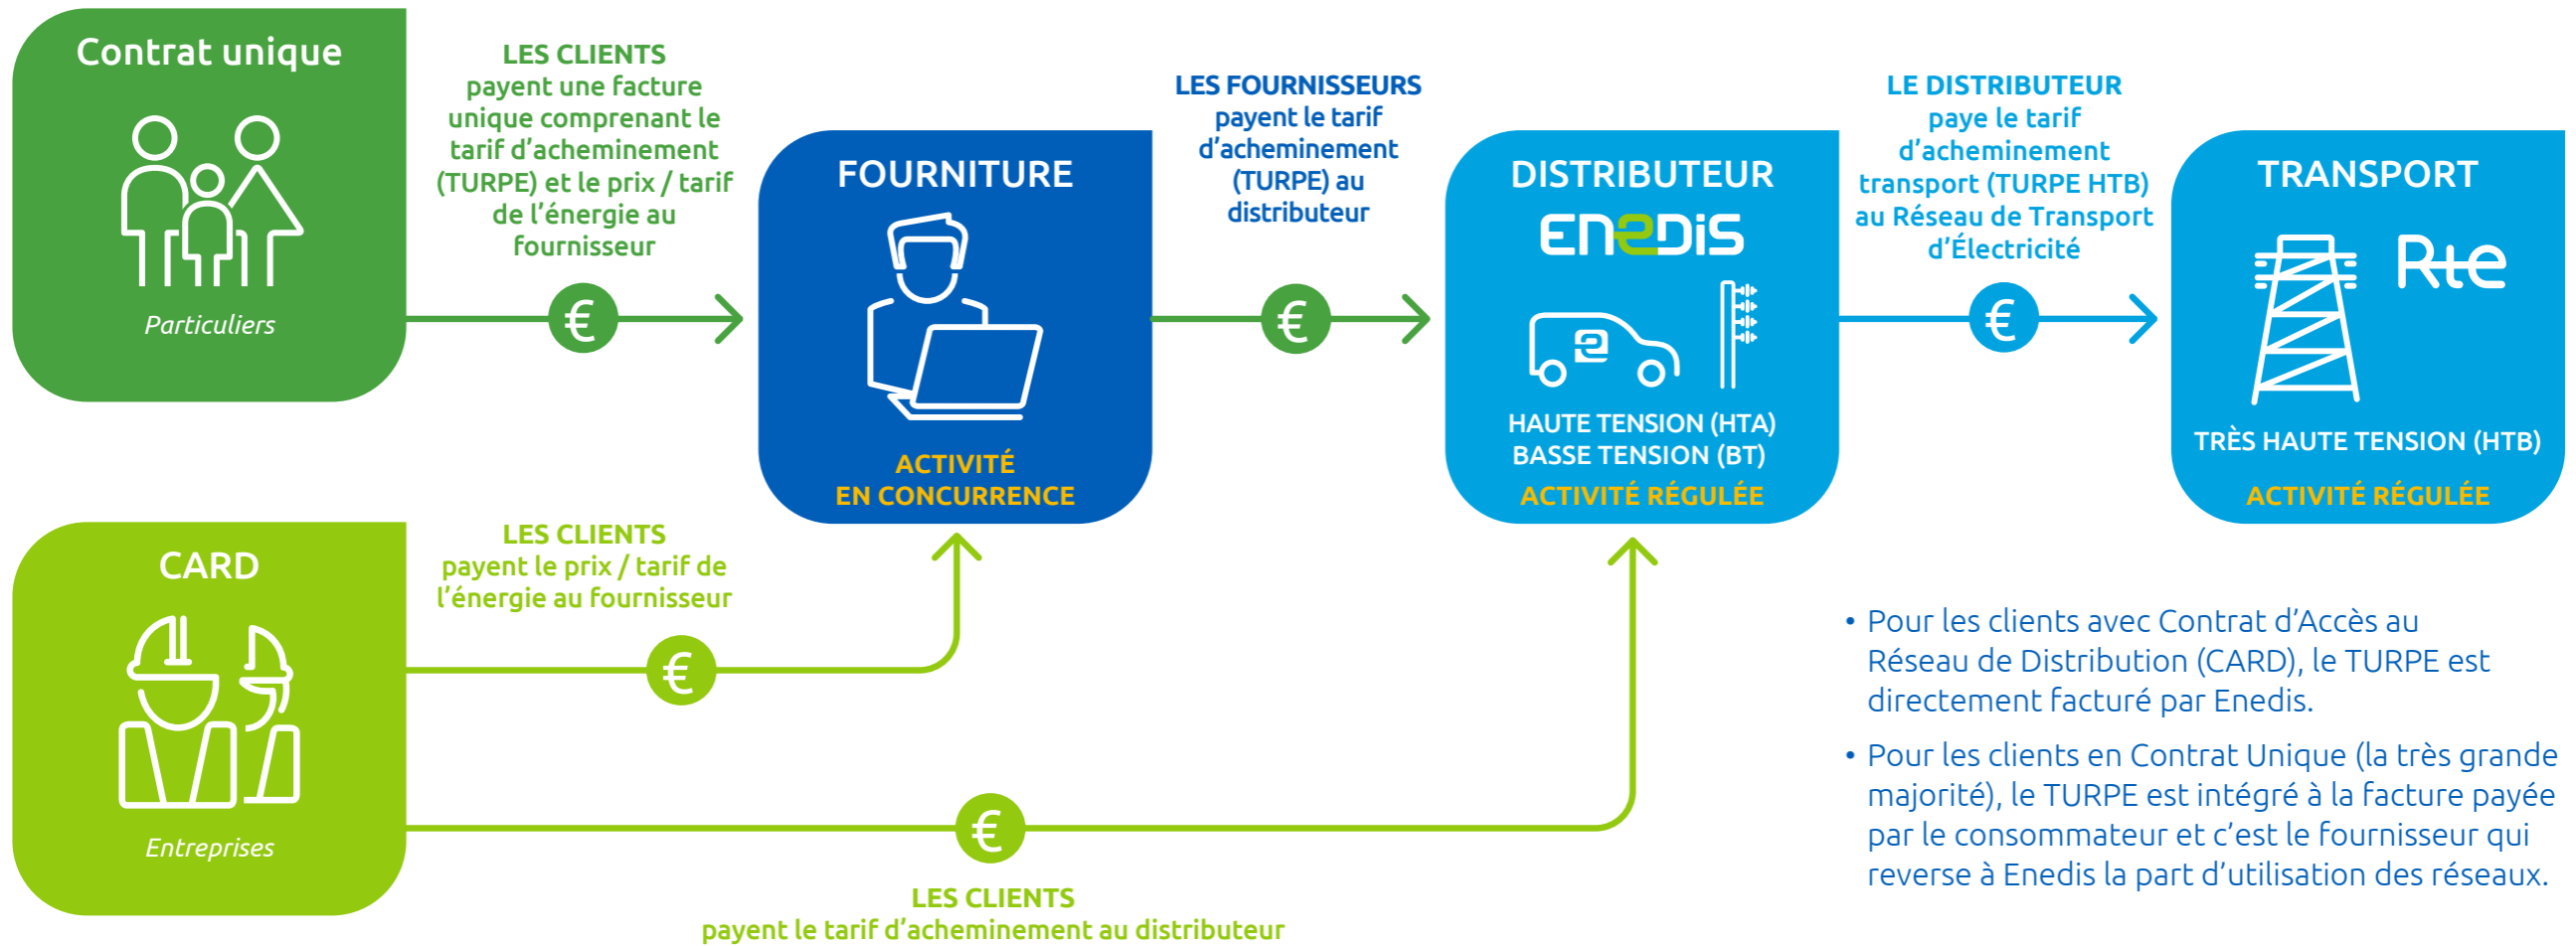 Contrat unique
Particuliers
LES CLIENTS
payent une facture
unique comprenant le
tarif d’acheminement
(TURPE) et le prix / tarif
de l’énergie au
fournisseur
€
FOURNITURE
ACTIVITÉ
EN CONCURRENCE
LES FOURNISSEURS
payent le tarif
d’acheminement
(TURPE) au
distributeur
€
DISTRIBUTEUR
ENEDIS
e
HAUTE TENSION (HTA)
BASSE TENSION (BT)
ACTIVITÉ RÉGULÉE
LE DISTRIBUTEUR
paye le tarif
d’acheminement
transport (TURPE HTB)
au Réseau de Transport
d’Électricité
€
TRANSPORT
Rte
TRÈS HAUTE TENSION (HTB)
ACTIVITÉ RÉGULÉE
CARD
Entreprises
LES CLIENTS
payent le prix / tarif de
l’énergie au fournisseur
€
€
LES CLIENTS
payent le tarif d’acheminement au distributeur
• Pour les clients avec Contrat d’Accès au
Réseau de Distribution (CARD), le TURPE est
directement facturé par Enedis.
• Pour les clients en Contrat Unique (la très grande
majorité), le TURPE est intégré à la facture payée
par le consommateur et c’est le fournisseur qui
reverse à Enedis la part d’utilisation des réseaux.